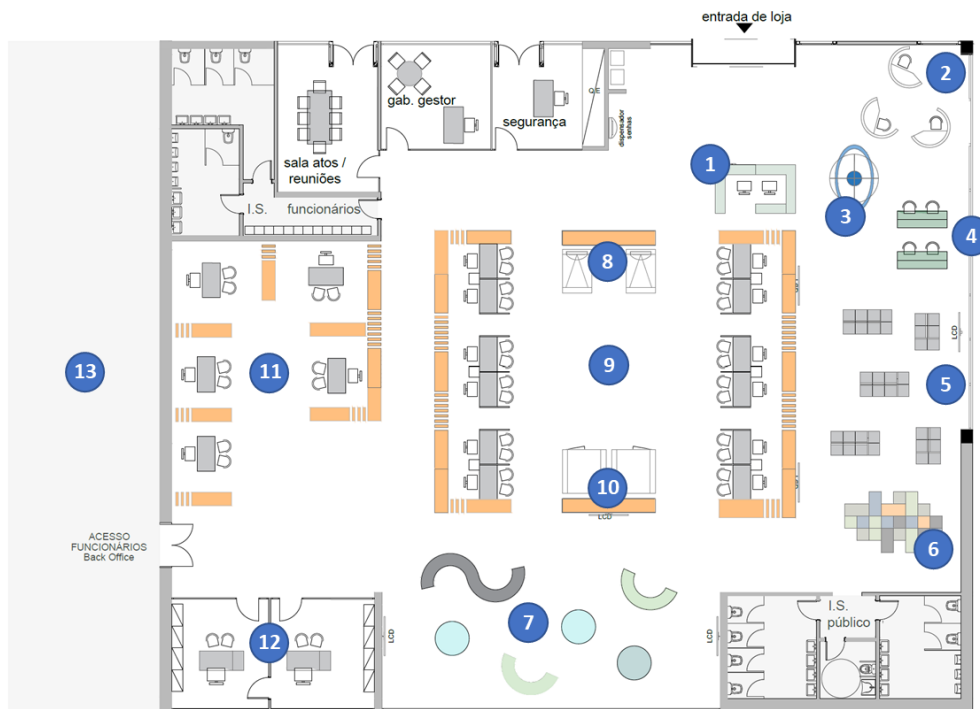 entrada de loja
2
gab. gestor
segurança
Q
E
dispensador
senhas
sala atos /
reuniões
1
I.S. funcionários
3
4
8
LCD
13
11
9
5
10
LCD
ACESSO
FUNCIONÁRIOS
Back Office
6
I.S.
público
7
12
LCD
LCD